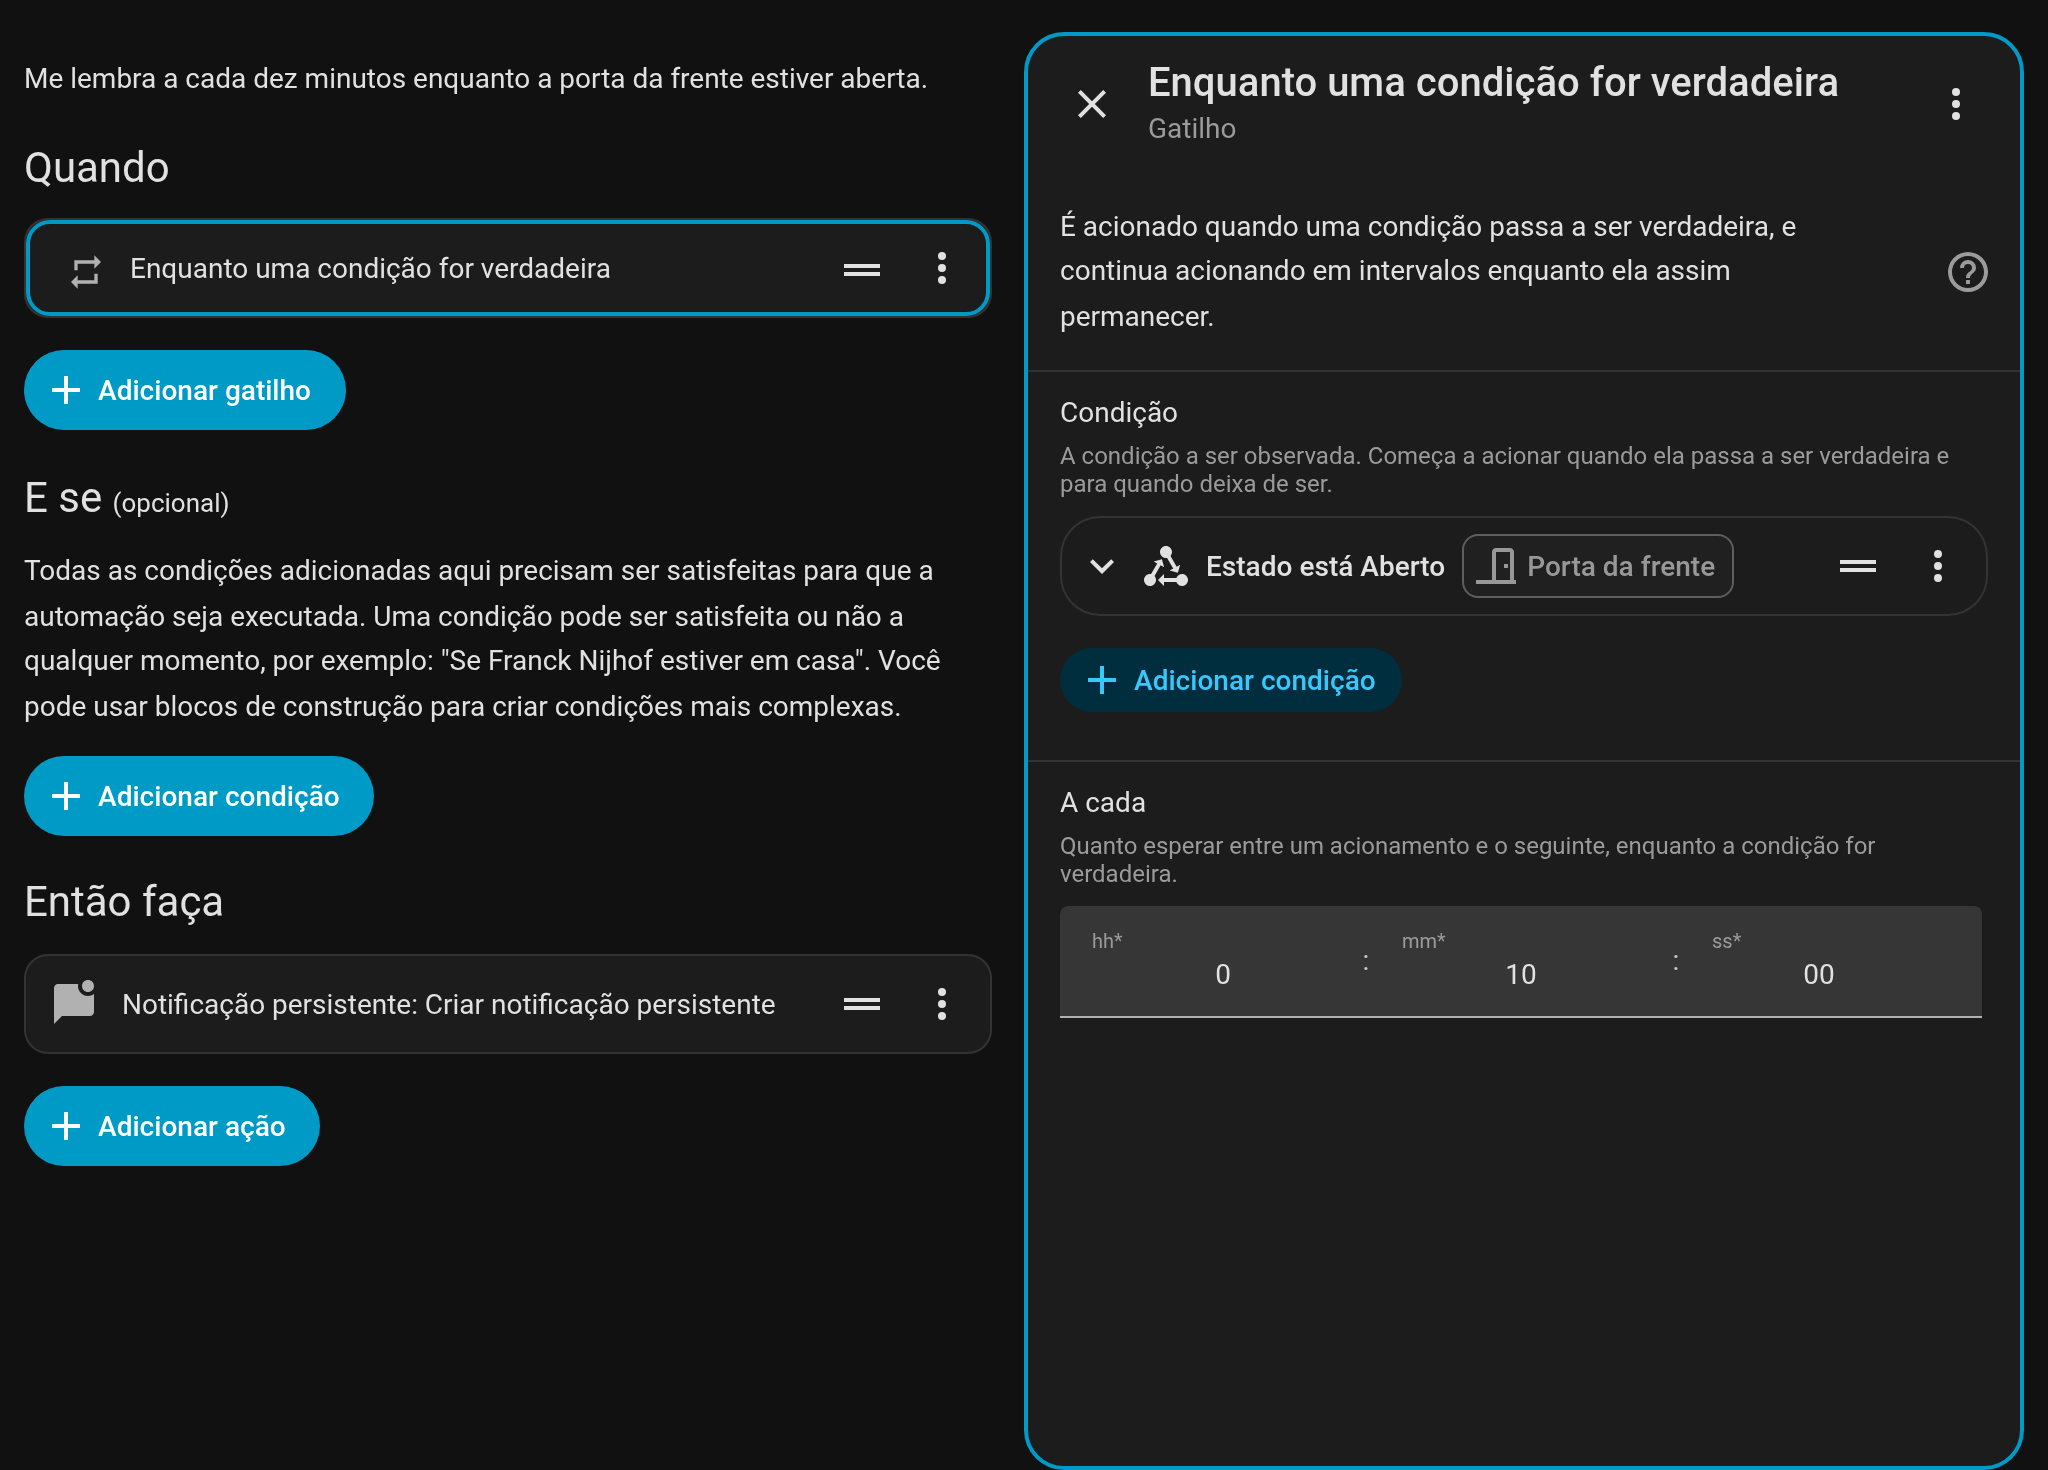 Me lembra a cada dez minutos enquanto a porta da frente estiver aberta.
Quando
Enquanto uma condição for verdadeira
Adicionar gatilho
E se (opcional)
Todas as condições adicionadas aqui precisam ser satisfeitas para que a
automação seja executada. Uma condição pode ser satisfeita ou não a
qualquer momento, por exemplo: "Se Franck Nijhof estiver em casa". Você
pode usar blocos de construção para criar condições mais complexas.
Adicionar condição
Então faça
Notificação persistente: Criar notificação persistente
Adicionar ação
Enquanto uma condição for verdadeira
Gatilho
É acionado quando uma condição passa a ser verdadeira, e
continua acionando em intervalos enquanto ela assim
permanecer.
Condição
A condição a ser observada. Começa a acionar quando ela passa a ser verdadeira e
para quando deixa de ser.
Estado está Aberto Porta da frente
Adicionar condição
A cada
Quanto esperar entre um acionamento e o seguinte, enquanto a condição for
verdadeira.
hh* mm* ss*
0 : 10 : 00